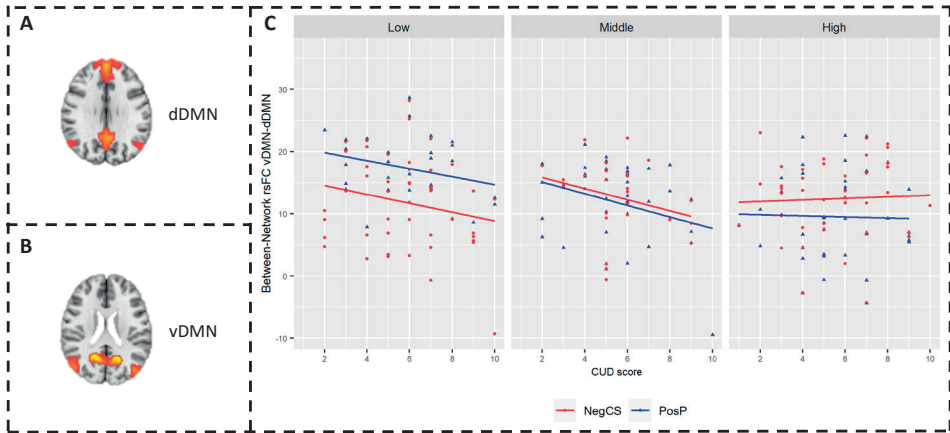 A
dDMN
B
vDMN
C
Low
Middle
High
Between-Network rsFC vDMN-dDMN
30
20
10
0
-10
2
4
6
8
10
2
4
6
8
10
2
4
6
8
10
CUD score
NegCS
PosP